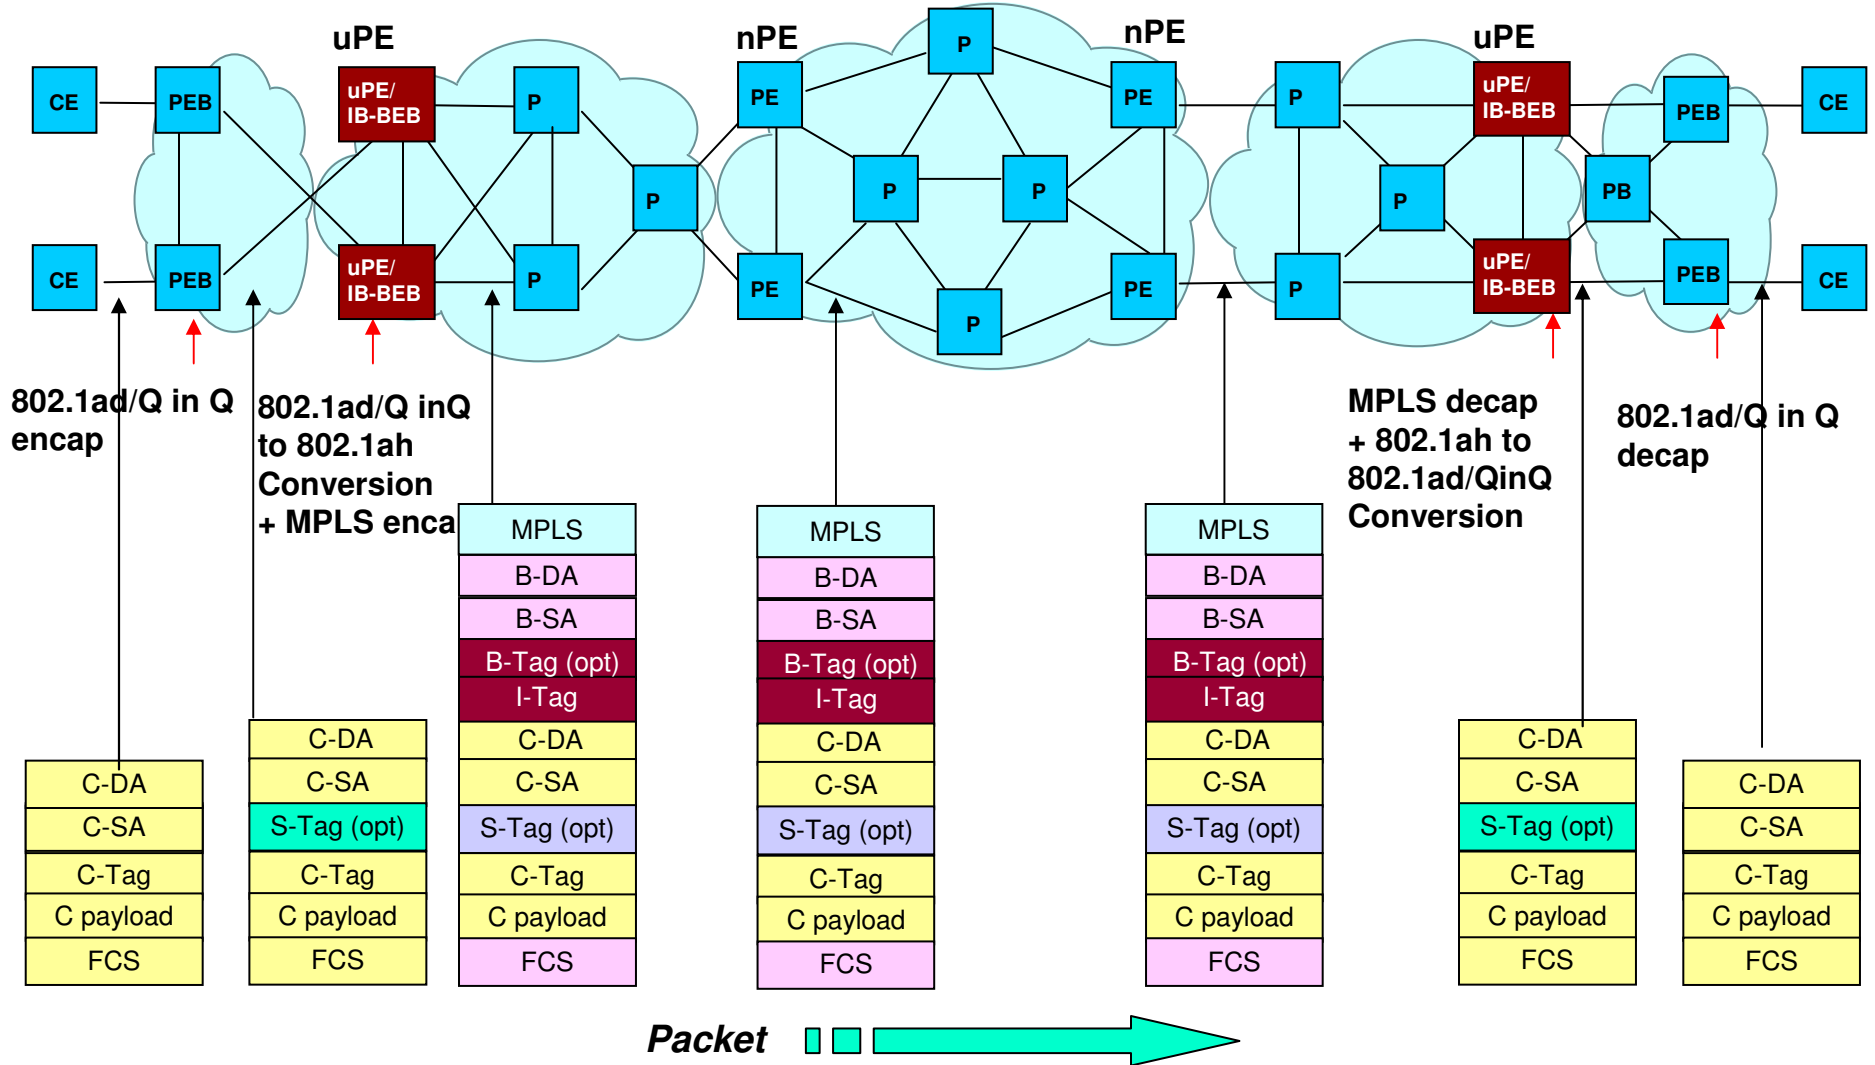 uPE
nPE
nPE
uPE
CE
PEB
uPE/
IB-BEB
P
PE
P
PE
P
uPE/
IB-BEB
PEB
CE
P
P
P
P
PB
CE
PEB
uPE/
IB-BEB
P
PE
P
PE
P
uPE/
IB-BEB
PEB
CE
802.1ad/Q in Q
encap
802.1ad/Q inQ
to 802.1ah
Conversion
+ MPLS enca
MPLS decap
+ 802.1ah to
802.1ad/QinQ
Conversion
802.1ad/Q in Q
decap
C-DA
C-SA
C-Tag
C payload
FCS
C-DA
C-SA
S-Tag (opt)
C-Tag
C payload
FCS
MPLS
B-DA
B-SA
B-Tag (opt)
I-Tag
C-DA
C-SA
S-Tag (opt)
C-Tag
C payload
FCS
MPLS
B-DA
B-SA
B-Tag (opt)
I-Tag
C-DA
C-SA
S-Tag (opt)
C-Tag
C payload
FCS
MPLS
B-DA
B-SA
B-Tag (opt)
I-Tag
C-DA
C-SA
S-Tag (opt)
C-Tag
C payload
FCS
C-DA
C-SA
S-Tag (opt)
C-Tag
C payload
FCS
C-DA
C-SA
C-Tag
C payload
FCS
Packet